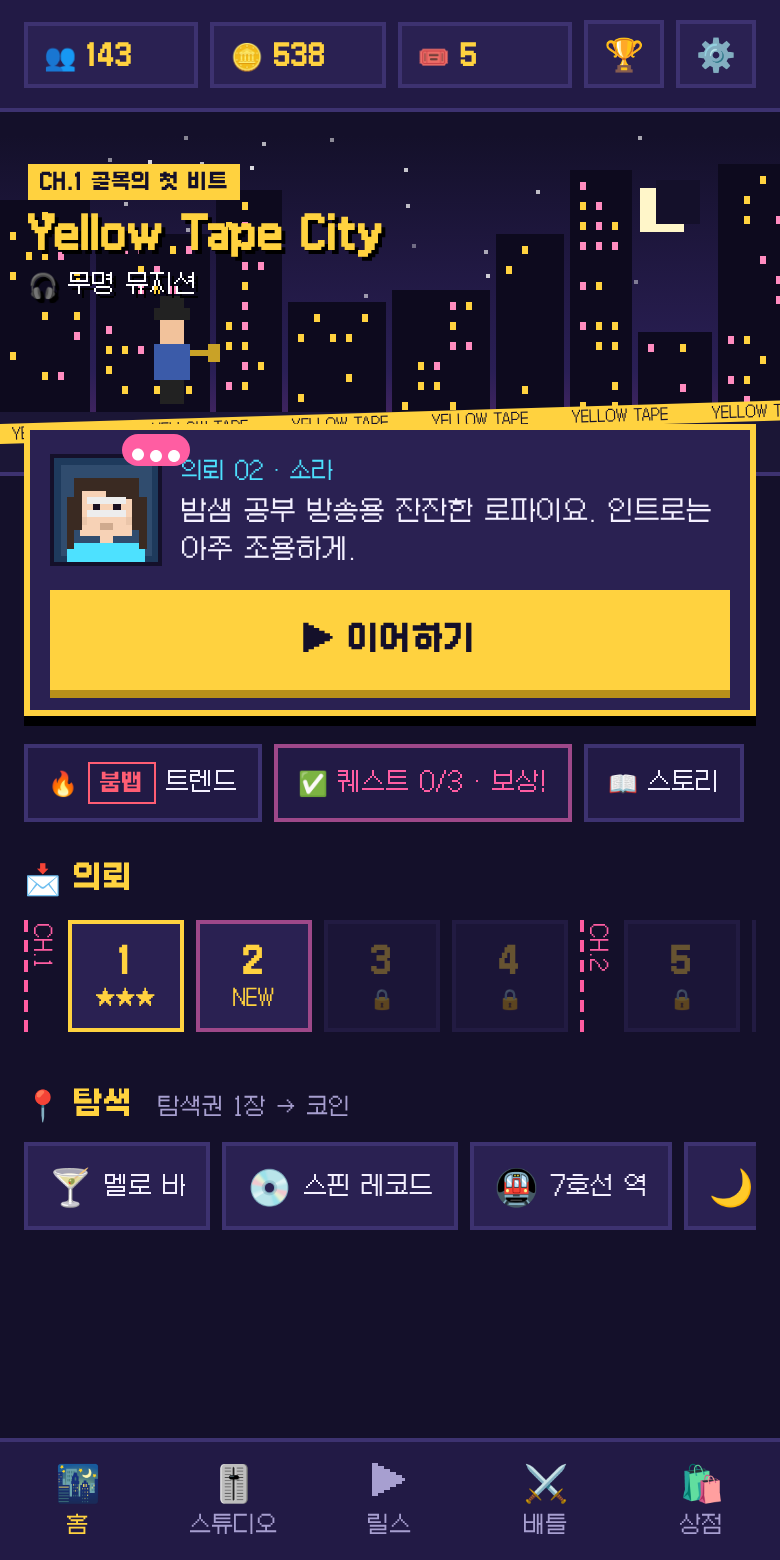 143
538
5
CH.1 골목의 첫 비트
Yellow Tape City
무명 뮤지션
YELLOW TAPE YELLOW TAPE YELLOW TAPE YELLOW TAPE
의뢰 02 · 소라
밤샘 공부 방송용 잔잔한 로파이요. 인트로는
아주 조용하게.
▶ 이어하기
붐뱁 트렌드
퀘스트 0/3 · 보상!
스토리
의뢰
CH.1
1
★★★
2
NEW
3
4
CH.2
5
탐색 탐색권 1장 → 코인
멜로 바
스핀 레코드
7호선 역
홈
스튜디오
릴스
배틀
상점